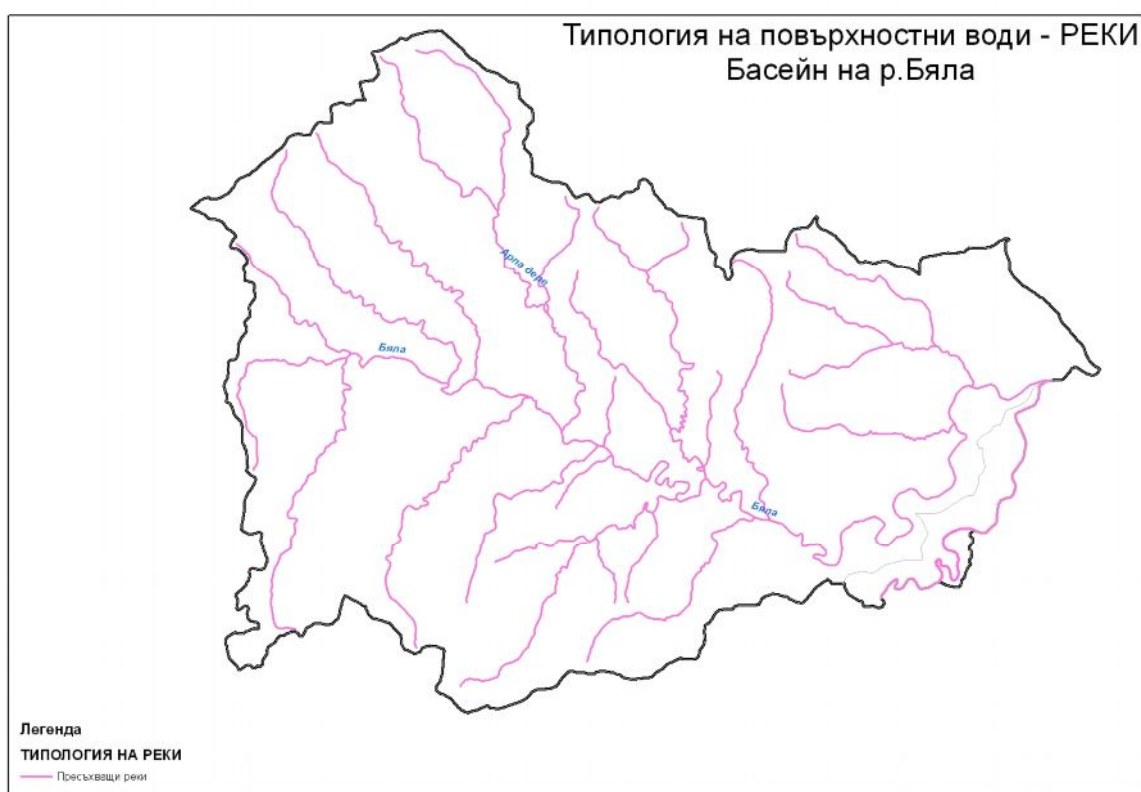 Типология на повърхностни води - РЕКИ
Басейн на р.Бяла
Арпа дере
Бяла
Бяла
Легенда
ТИПОЛОГИЯ НА РЕКИ
Пресъхващи реки